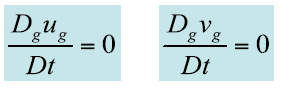 D_g u_g / Dt = 0    D_g v_g / Dt = 0